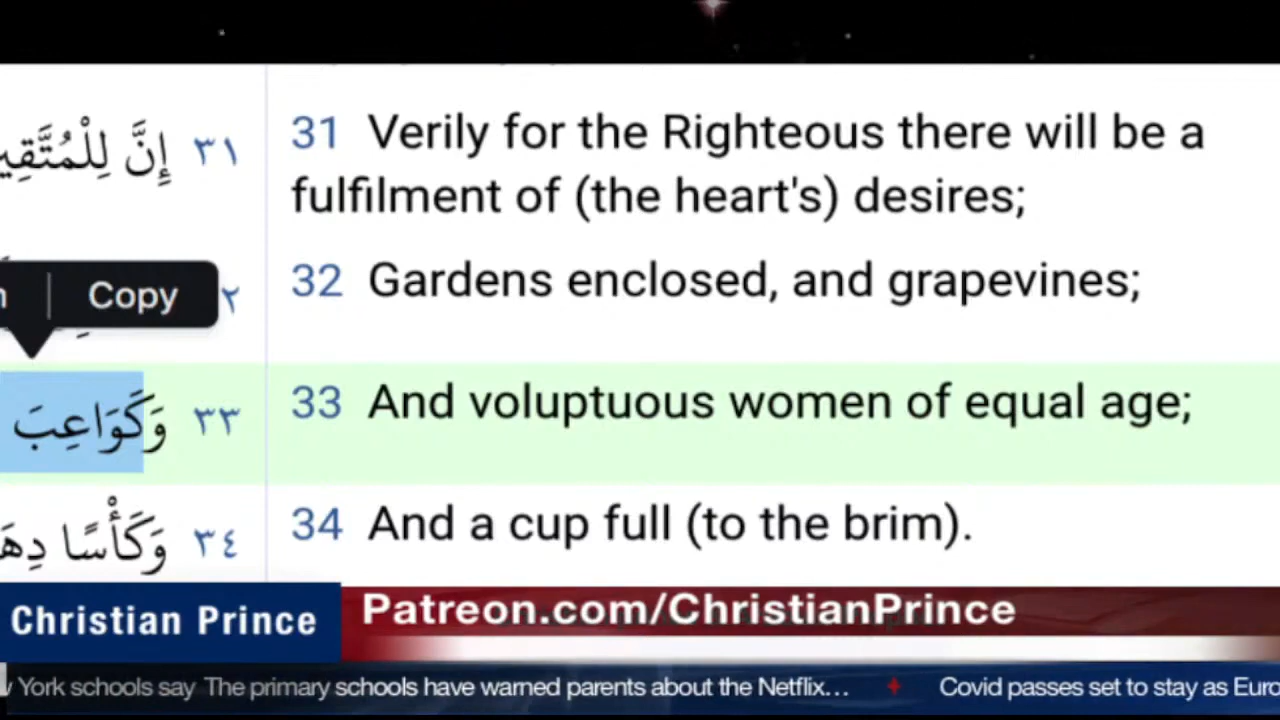 إِنَّ لِلْمُتَّقِي ٣١
31 Verily for the Righteous there will be a
fulfilment of (the heart's) desires;
Copy
32 Gardens enclosed, and grapevines;
وَكَوَاعِبَ ٣٣
33 And voluptuous women of equal age;
وَكَأْسًا دِهَ ٣٤
34 And a cup full (to the brim).
Christian Prince
Patreon.com/ChristianPrince
York schools say The primary schools have warned parents about the Netflix... Covid passes set to stay as Euro